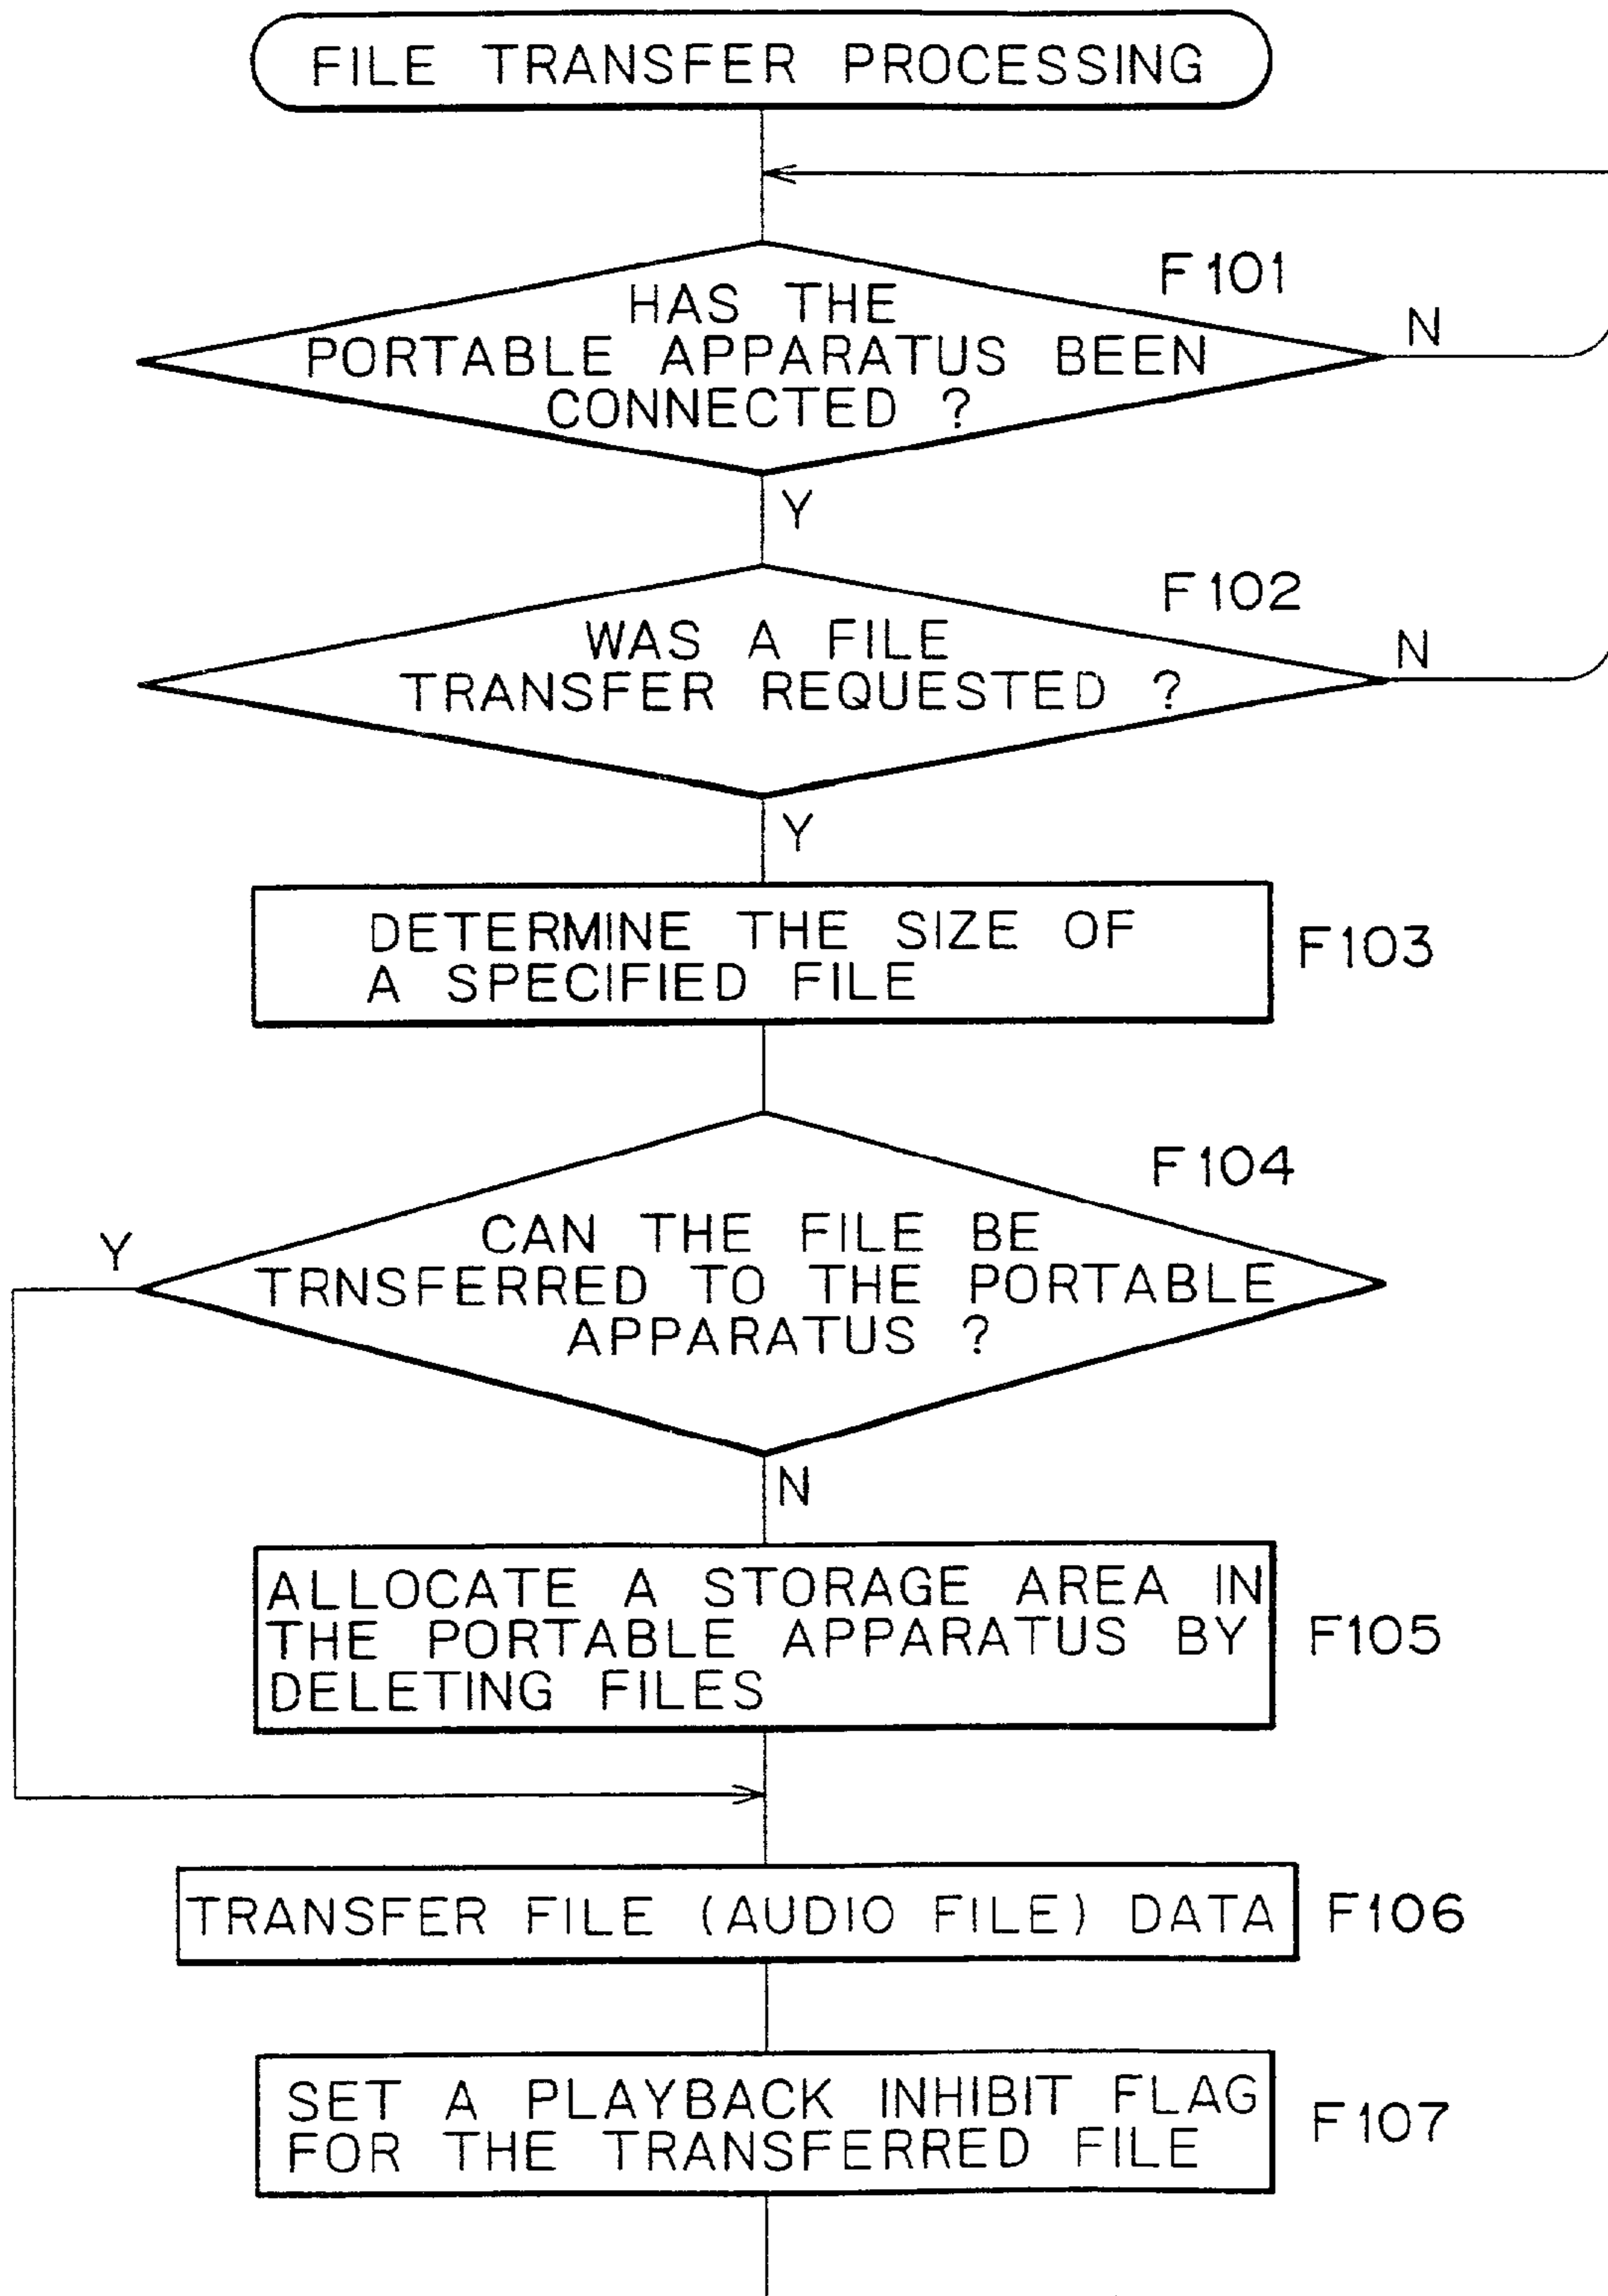 FILE TRANSFER PROCESSING
F101
HAS THE
PORTABLE APPARATUS BEEN
CONNECTED ?
N
Y
F102
WAS A FILE
TRANSFER REQUESTED ?
N
Y
DETERMINE THE SIZE OF
A SPECIFIED FILE
F103
F104
CAN THE FILE BE
TRNSFERRED TO THE PORTABLE
APPARATUS ?
Y
N
ALLOCATE A STORAGE AREA IN
THE PORTABLE APPARATUS BY
DELETING FILES
F105
TRANSFER FILE (AUDIO FILE) DATA
F106
SET A PLAYBACK INHIBIT FLAG
FOR THE TRANSFERRED FILE
F107